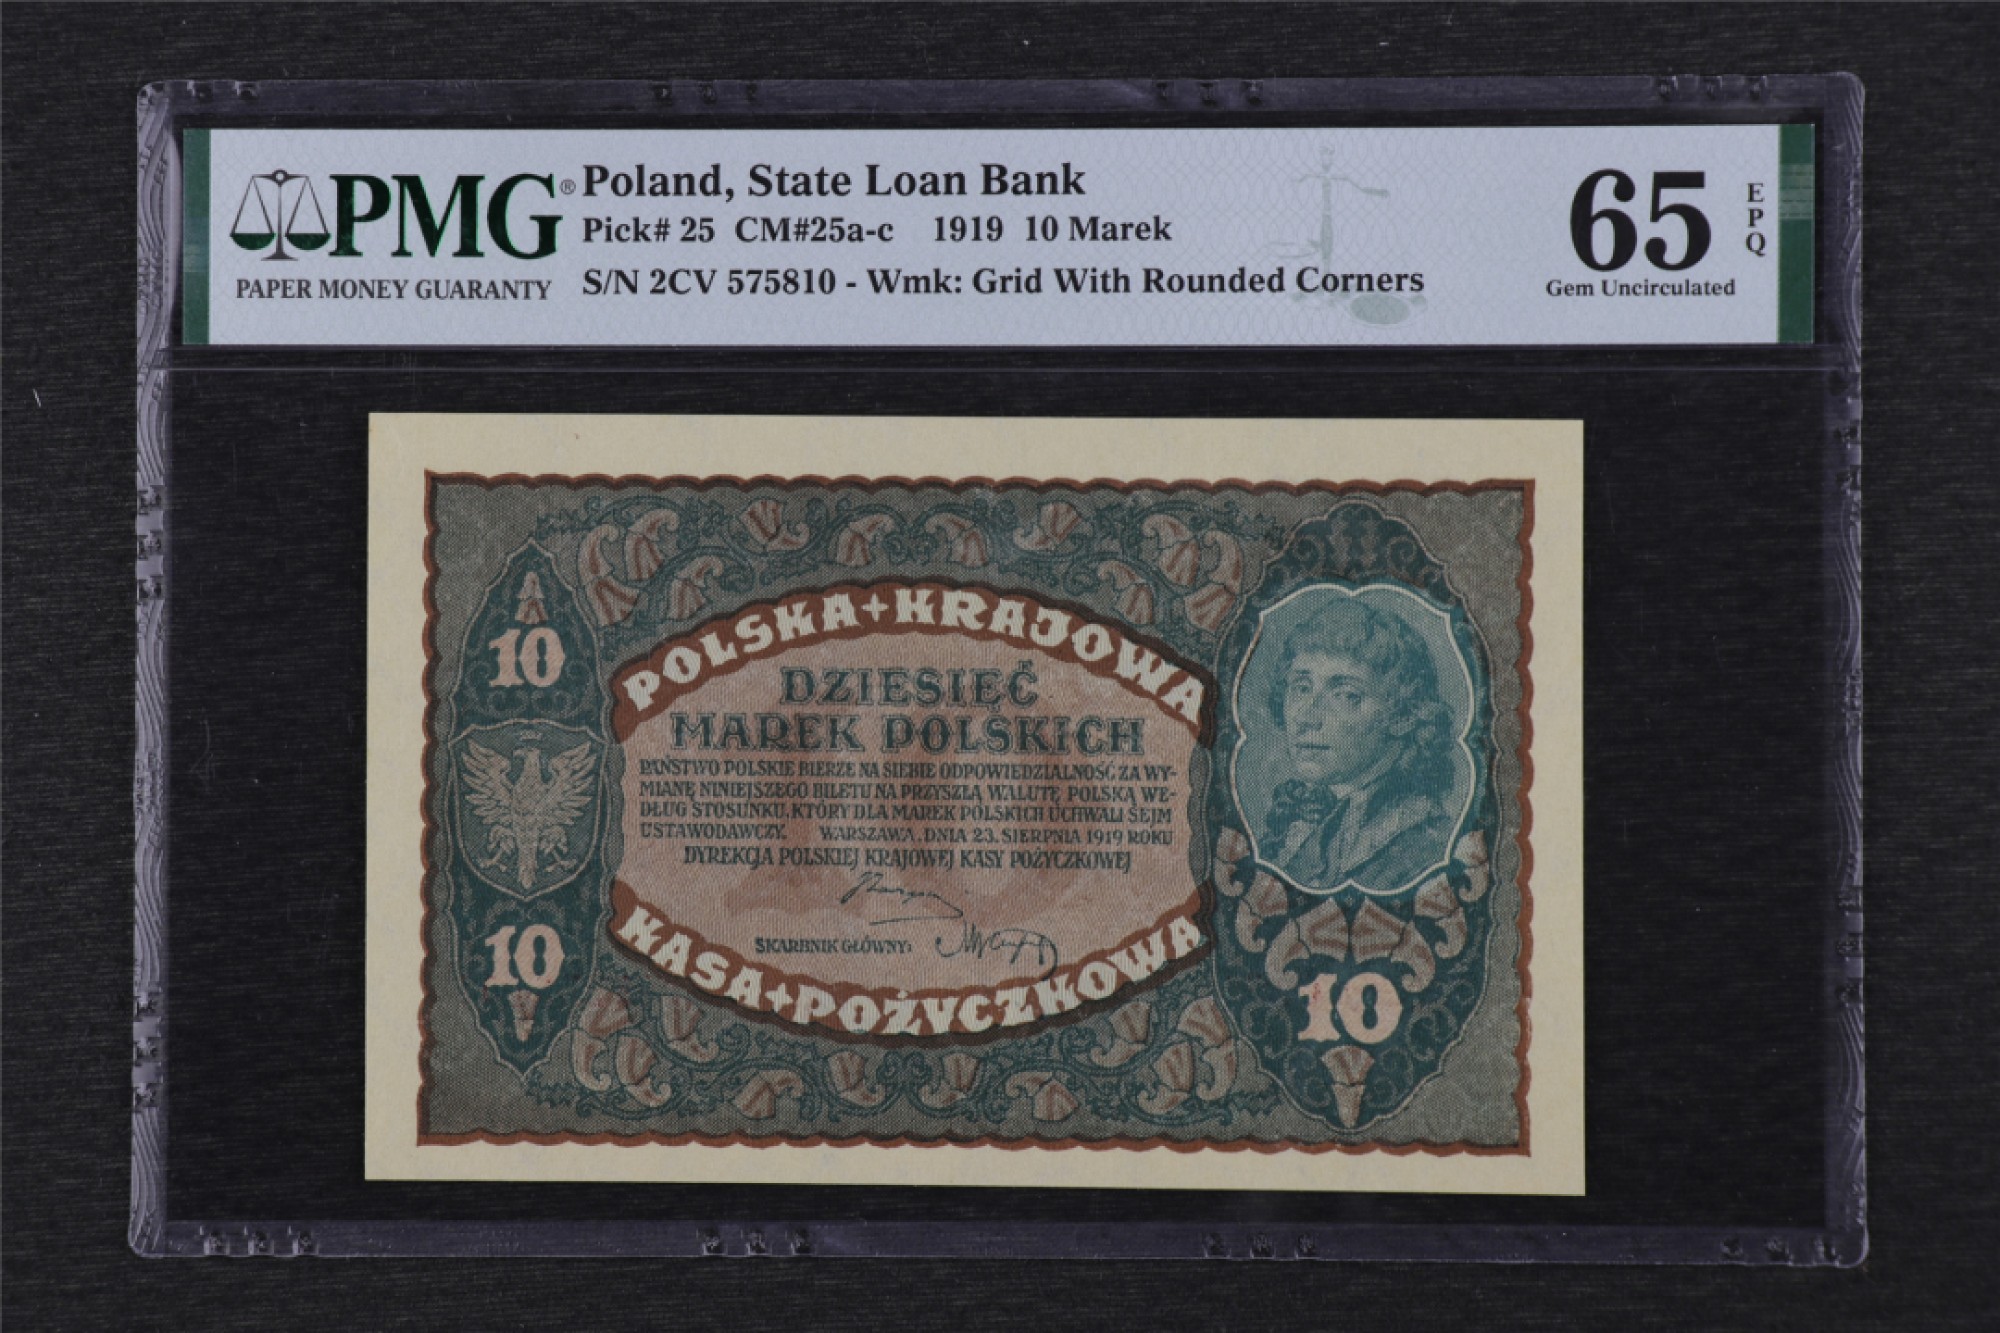 PMG®
PAPER MONEY GUARANTY
Poland, State Loan Bank
Pick# 25 CM#25a-c 1919 10 Marek
S/N 2CV 575810 - Wmk: Grid With Rounded Corners
65
EPQ
Gem Uncirculated
POLSKA+KRAJOWA
10
DZIESIĘĆ
MAREK POLSKICH
PAŃSTWO POLSKIE BIERZE NA SIEBIE ODPOWIEDZIALNOŚĆ ZA WY-
MIANĘ NINIEJSZEGO BILETU NA PRZYSZŁĄ WALUTĘ POLSKĄ WE-
DŁUG STOSUNKU, KTÓRY DLA MAREK POLSKICH UCHWALI SEJM
USTAWODAWCZY. WARSZAWA, DNIA 23. SIERPNIA 1919 ROKU
DYREKCJA POLSKIEJ KRAJOWEJ KASY POŻYCZKOWEJ
SKARBNIK GŁÓWNY:
10
KASA+POŻYCZKOWA
10